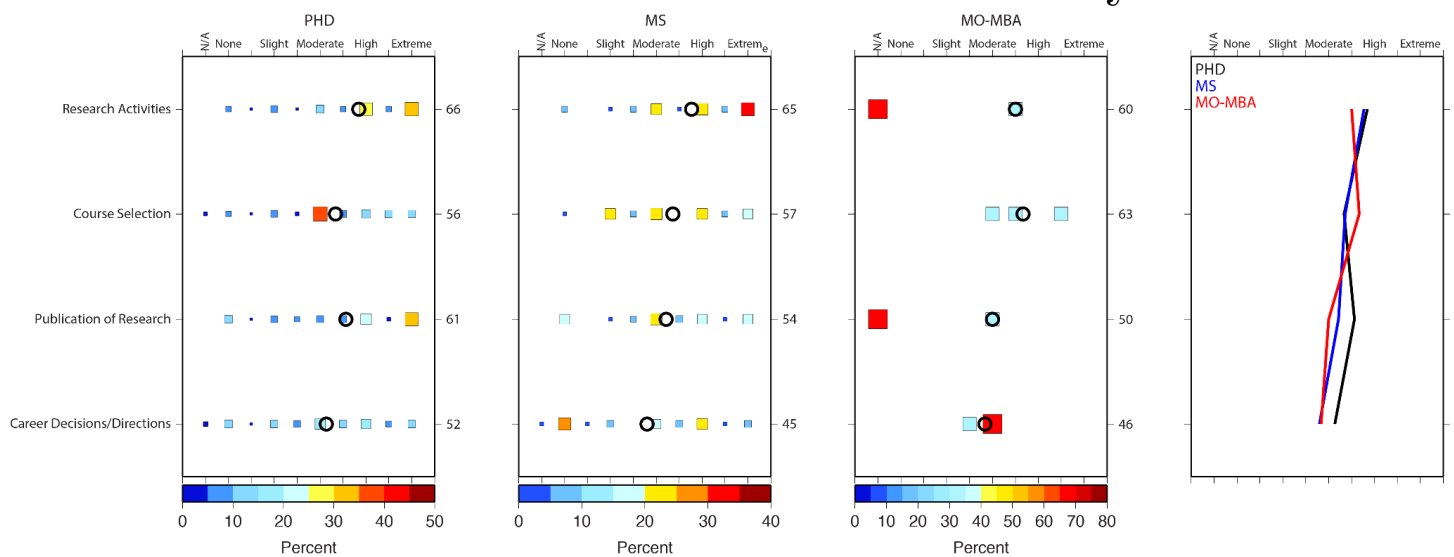 PHD
MS
MO-MBA
N/A None Slight Moderate High Extreme
N/A None Slight Moderate High Extreme
N/A None Slight Moderate High Extreme
N/A None Slight Moderate High Extreme
PHD
MS
MO-MBA
Research Activities 66 65 60
Course Selection 56 57 63
Publication of Research 61 54 50
Career Decisions/Directions 52 45 46
0 10 20 30 40 50
0 10 20 30 40
0 10 20 30 40 50 60 70 80
Percent
Percent
Percent